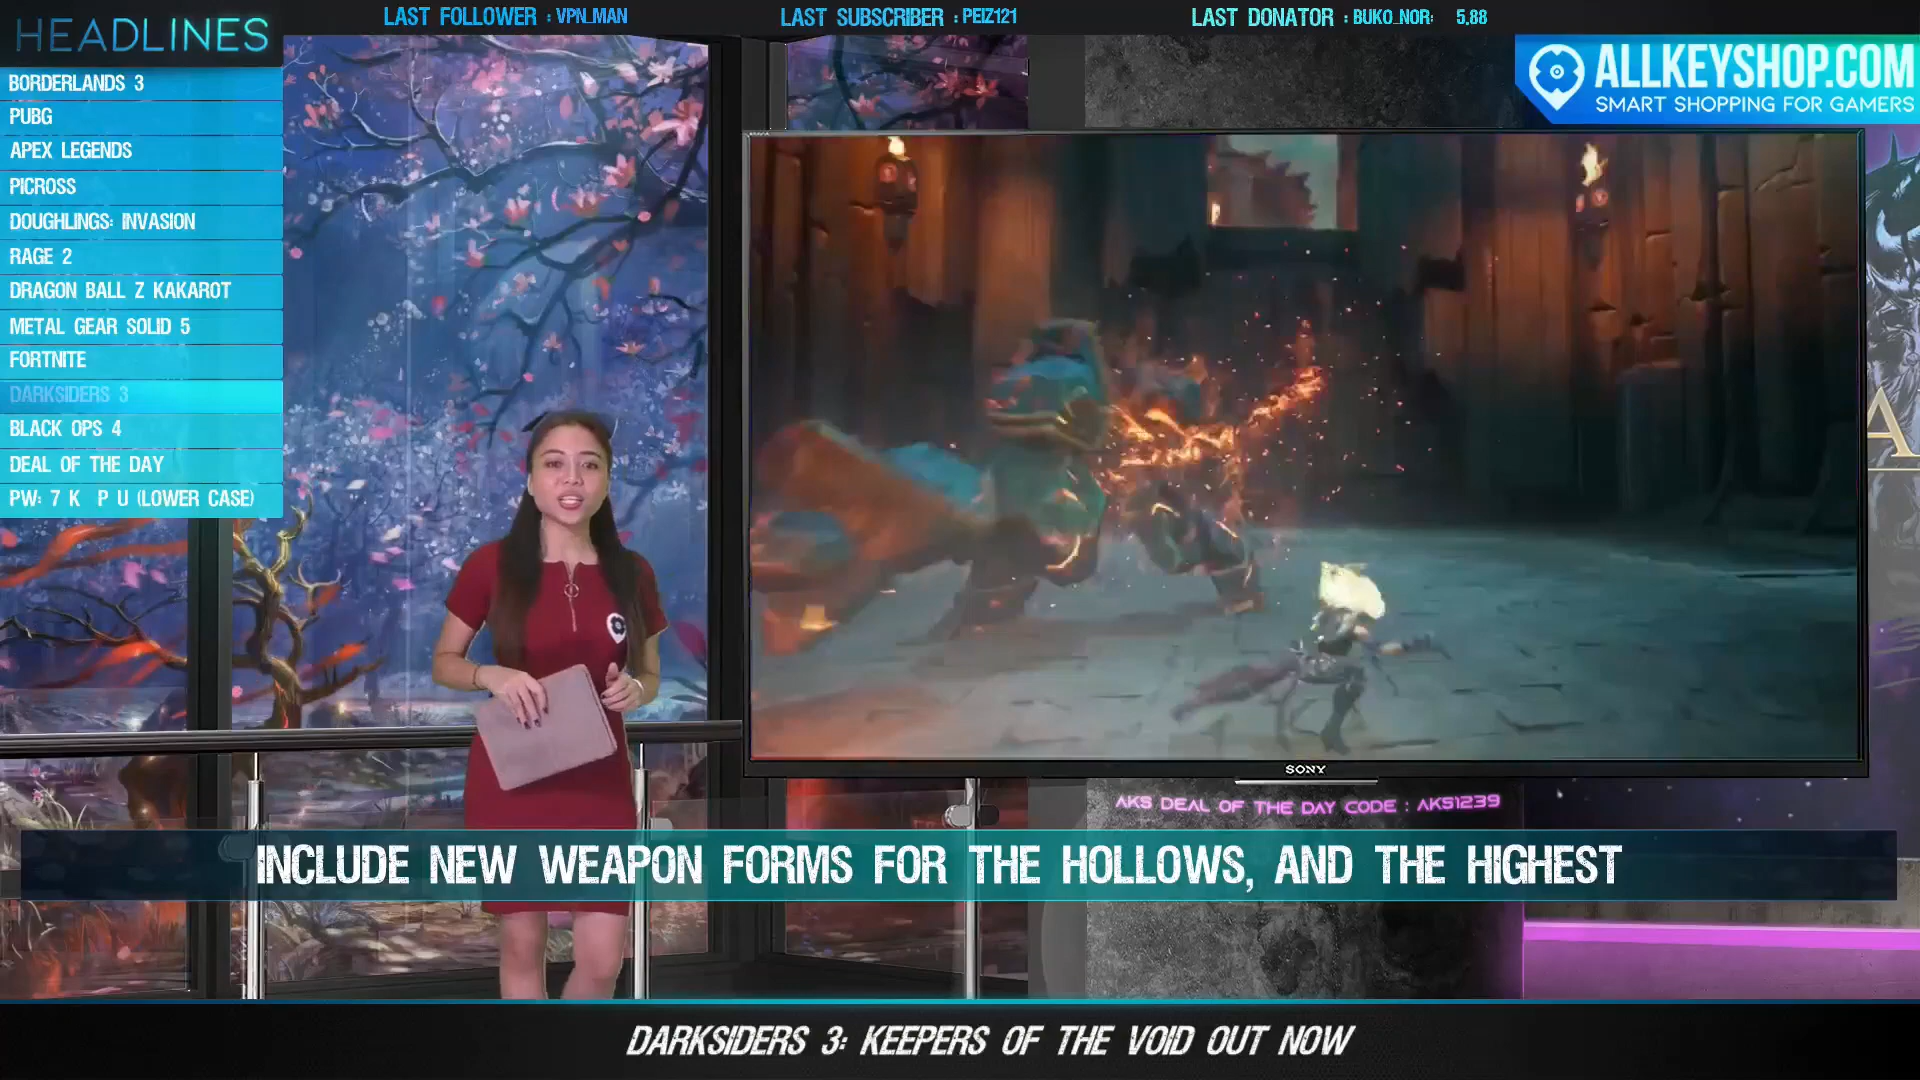 HEADLINES
LAST FOLLOWER : VPN_MAN
LAST SUBSCRIBER : PEIZ121
LAST DONATOR : BUKO_NOR: 5.88
ALLKEYSHOP.COM
SMART SHOPPING FOR GAMERS
BORDERLANDS 3
PUBG
APEX LEGENDS
PICROSS
DOUGHLINGS: INVASION
RAGE 2
DRAGON BALL Z KAKAROT
METAL GEAR SOLID 5
FORTNITE
DARKSIDERS 3
BLACK OPS 4
DEAL OF THE DAY
PW: 7 K P U (LOWER CASE)
A
SONY
AKS DEAL OF THE DAY CODE : AKS1239
INCLUDE NEW WEAPON FORMS FOR THE HOLLOWS, AND THE HIGHEST
DARKSIDERS 3: KEEPERS OF THE VOID OUT NOW